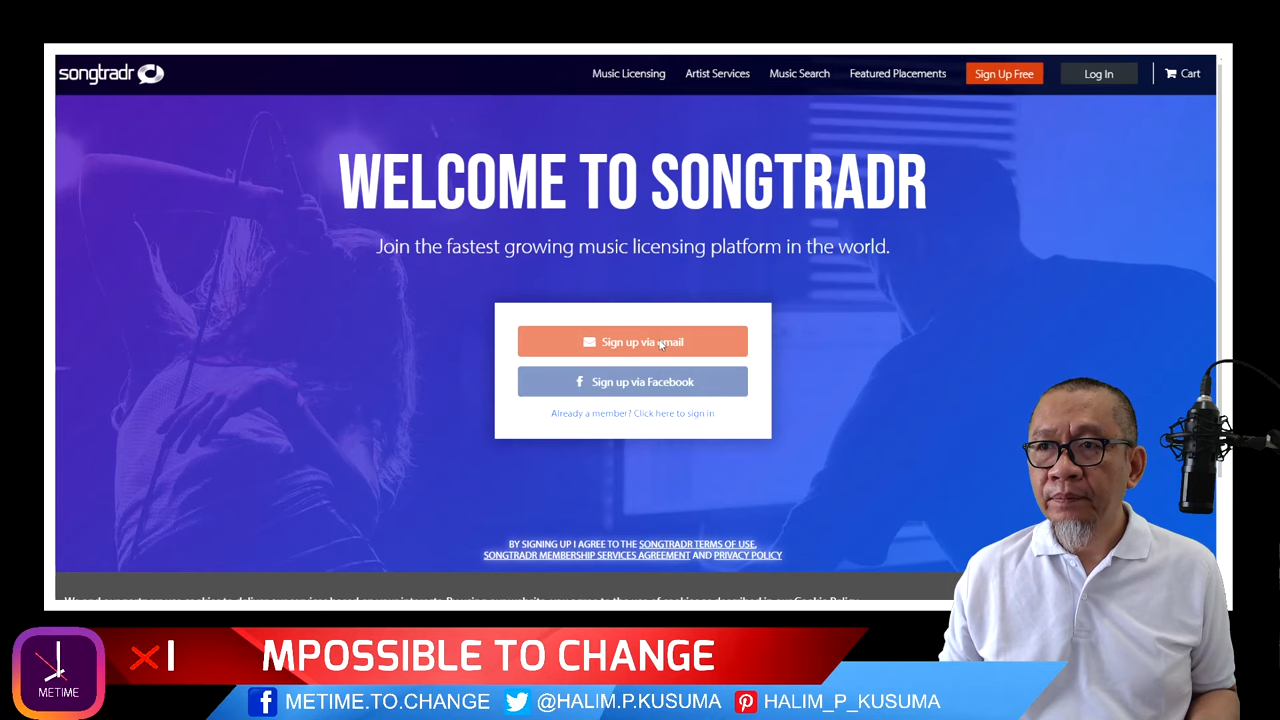 songtradr
Music Licensing
Artist Services
Music Search
Featured Placements
Sign Up Free
Log In
Cart
WELCOME TO SONGTRADR
Join the fastest growing music licensing platform in the world.
Sign up via email
Sign up via Facebook
Already a member? Click here to sign in
BY SIGNING UP I AGREE TO THE SONGTRADR TERMS OF USE,
SONGTRADR MEMBERSHIP SERVICES AGREEMENT AND PRIVACY POLICY
METIME
I MPOSSIBLE TO CHANGE
METIME.TO.CHANGE
@HALIM.P.KUSUMA
HALIM_P_KUSUMA